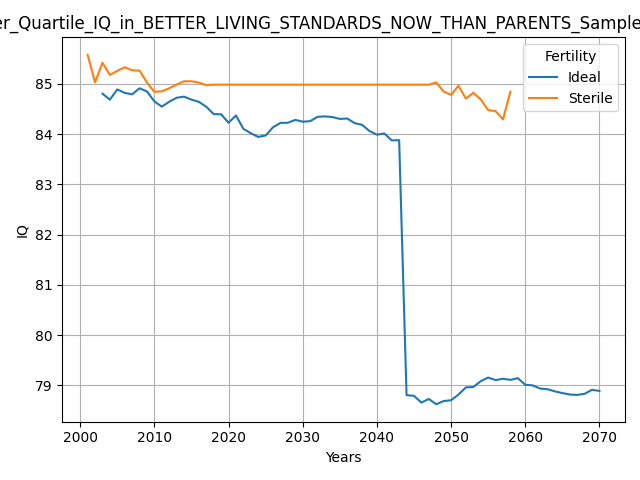 er_Quartile_IQ_in_BETTER_LIVING_STANDARDS_NOW_THAN_PARENTS_Sample
Fertility
Ideal
Sterile
IQ
85
84
83
82
81
80
79
2000 2010 2020 2030 2040 2050 2060 2070
Years